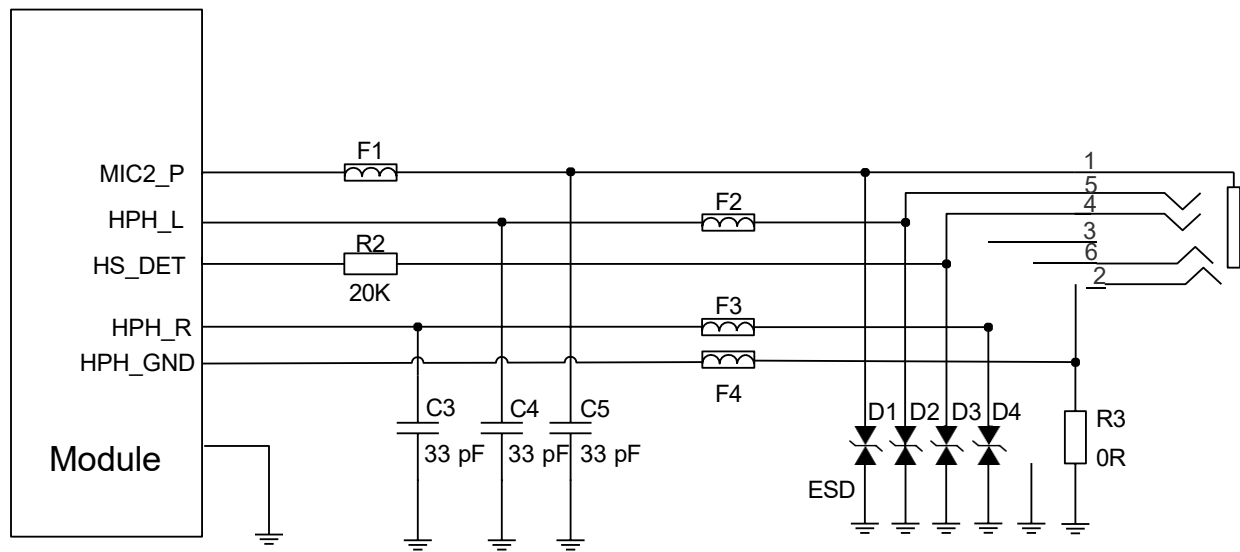 F1
MIC2_P
1
5
F2
HPH_L
4
R2
3
HS_DET
6
20K
2
F3
HPH_R
HPH_GND
F4
C3
C4
C5
D1
D2
D3
D4
R3
33 pF
33 pF
33 pF
0R
Module
ESD